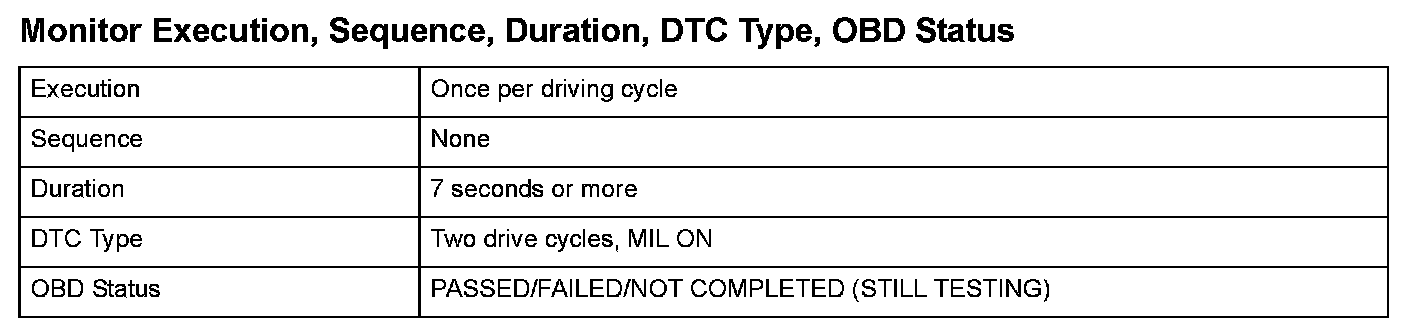 Monitor Execution, Sequence, Duration, DTC Type, OBD Status
Execution Once per driving cycle
Sequence None
Duration 7 seconds or more
DTC Type Two drive cycles, MIL ON
OBD Status PASSED/FAILED/NOT COMPLETED (STILL TESTING)